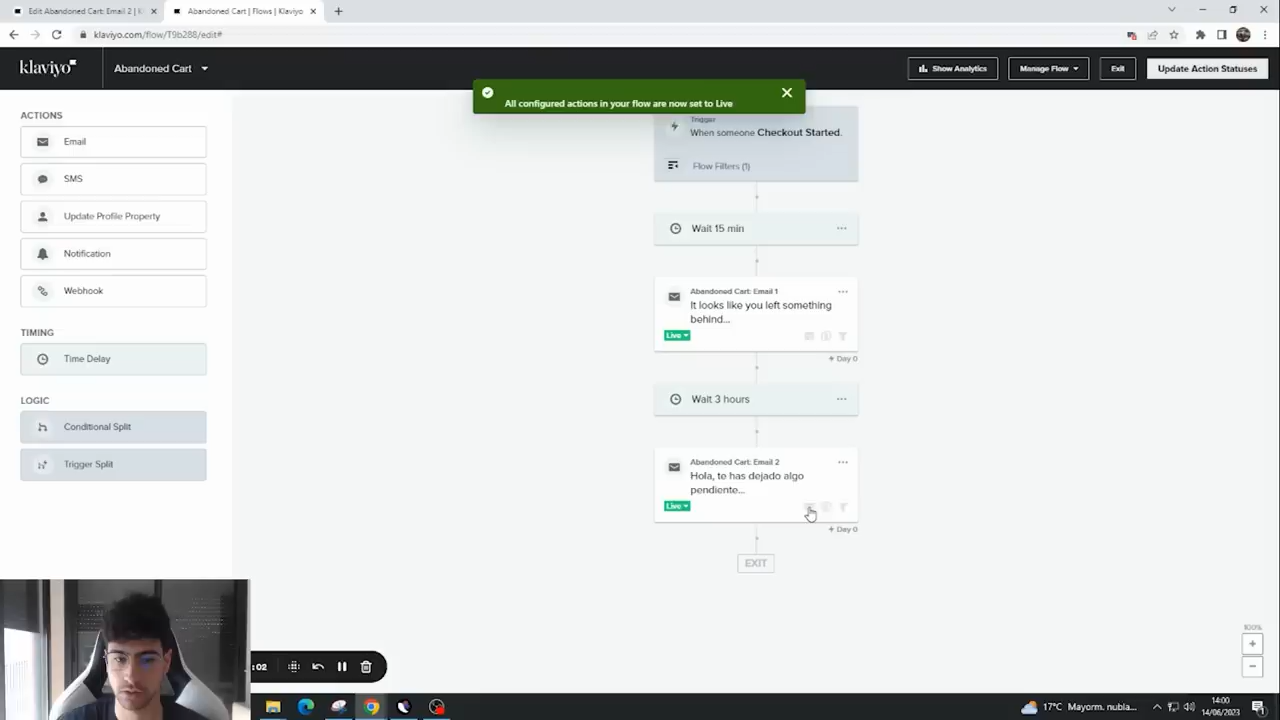 Edit Abandoned Cart: Email 2 | Kl
Abandoned Cart | Flows | Klaviyo
klaviyo.com/flow/T9b288/edit#
klaviyo
Abandoned Cart
Show Analytics
Manage Flow
Exit
Update Action Statuses
All configured actions in your flow are now set to Live
ACTIONS
Email
SMS
Update Profile Property
Notification
Webhook
TIMING
Time Delay
LOGIC
Conditional Split
Trigger Split
Trigger
When someone Checkout Started.
Flow Filters (1)
Wait 15 min
Abandoned Cart: Email 1
It looks like you left something
behind...
Live
Day 0
Wait 3 hours
Abandoned Cart: Email 2
Hola, te has dejado algo
pendiente...
Live
Day 0
EXIT
100%
:02
17°C Mayorm. nubla...
14:00
14/06/2023